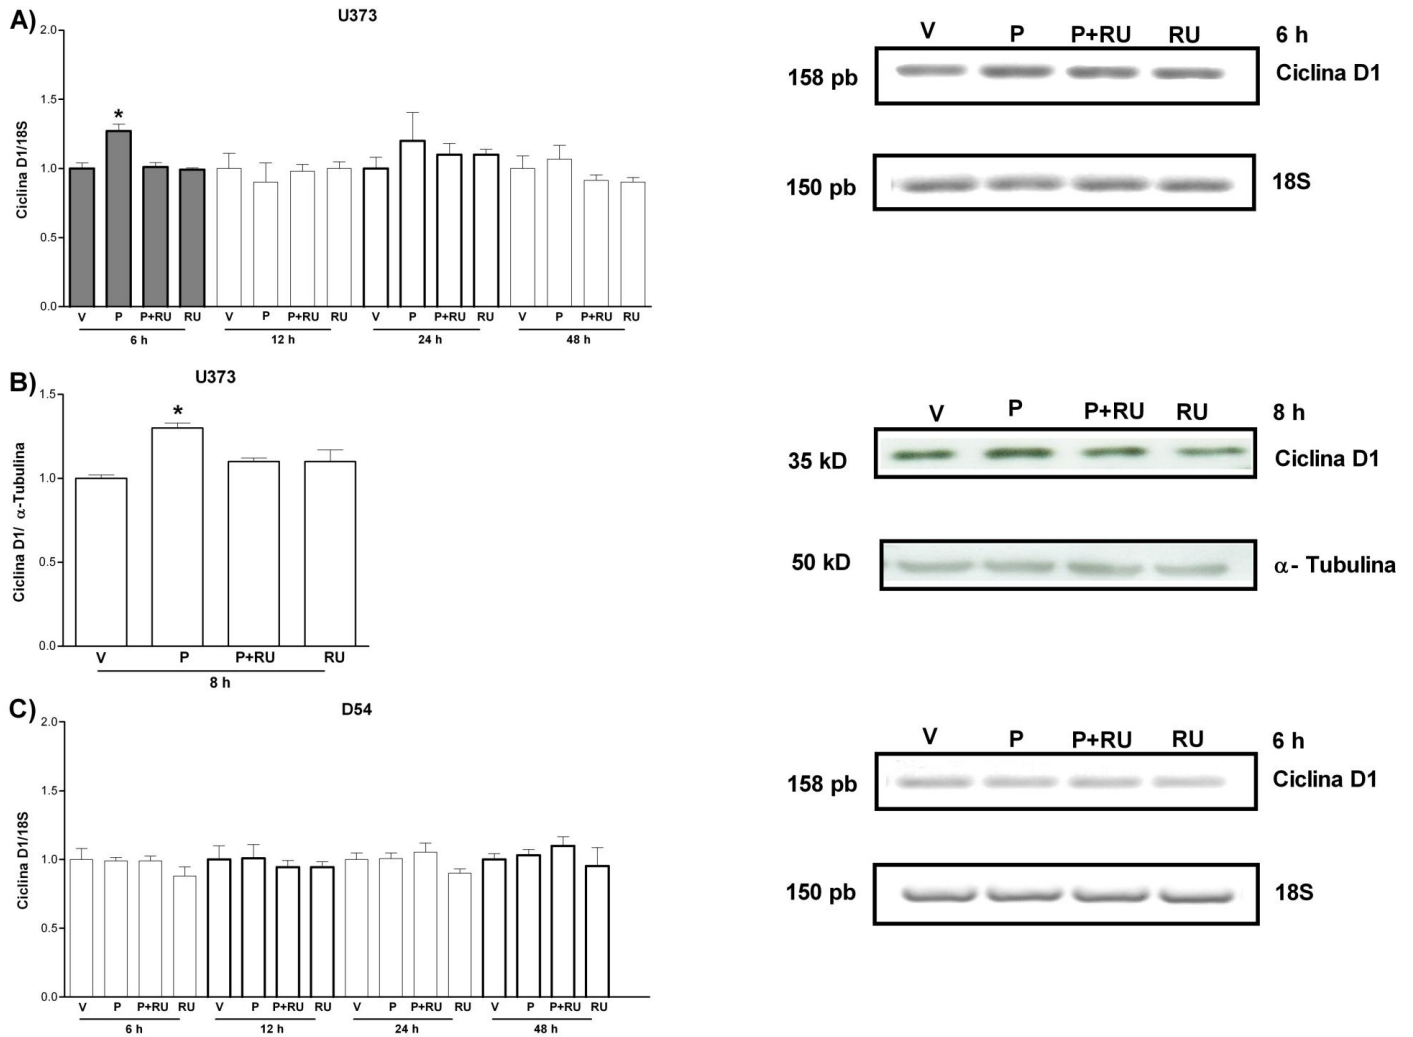 A)
U373
Ciclina D1/18S
2.0
1.5
1.0
0.5
0.0
V P P+RU RU V P P+RU RU V P P+RU RU V P P+RU RU
6 h 12 h 24 h 48 h
V P P+RU RU 6 h
158 pb Ciclina D1
150 pb 18S
B)
U373
Ciclina D1/ α-Tubulina
1.5
1.0
0.5
0.0
V P P+RU RU
8 h
V P P+RU RU 8 h
35 kD Ciclina D1
50 kD α- Tubulina
C)
D54
Ciclina D1/18S
2.0
1.5
1.0
0.5
0.0
V P P+RU RU V P P+RU RU V P P+RU RU V P P+RU RU
6 h 12 h 24 h 48 h
V P P+RU RU 6 h
158 pb Ciclina D1
150 pb 18S